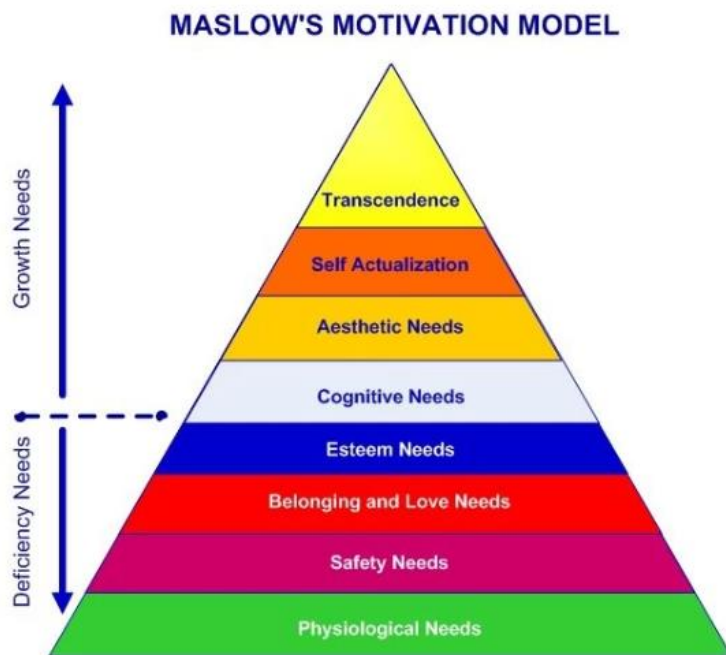 MASLOW'S MOTIVATION MODEL
Growth Needs
Deficiency Needs
Transcendence
Self Actualization
Aesthetic Needs
Cognitive Needs
Esteem Needs
Belonging and Love Needs
Safety Needs
Physiological Needs